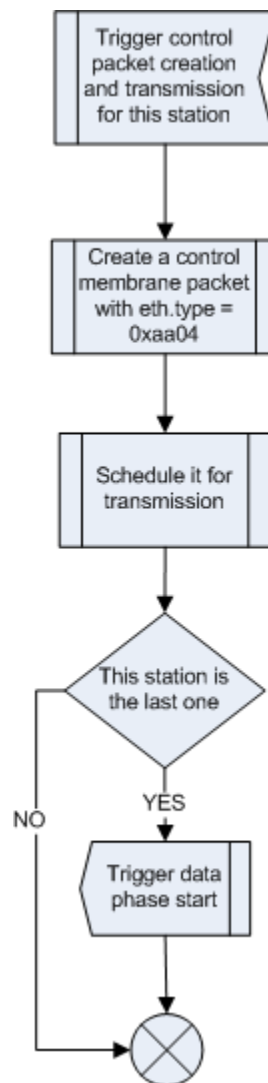 Trigger control
packet creation
and transmission
for this station
Create a control
membrane packet
with eth.type =
0xaa04
Schedule it for
transmission
This station is
the last one
YES
NO
Trigger data
phase start